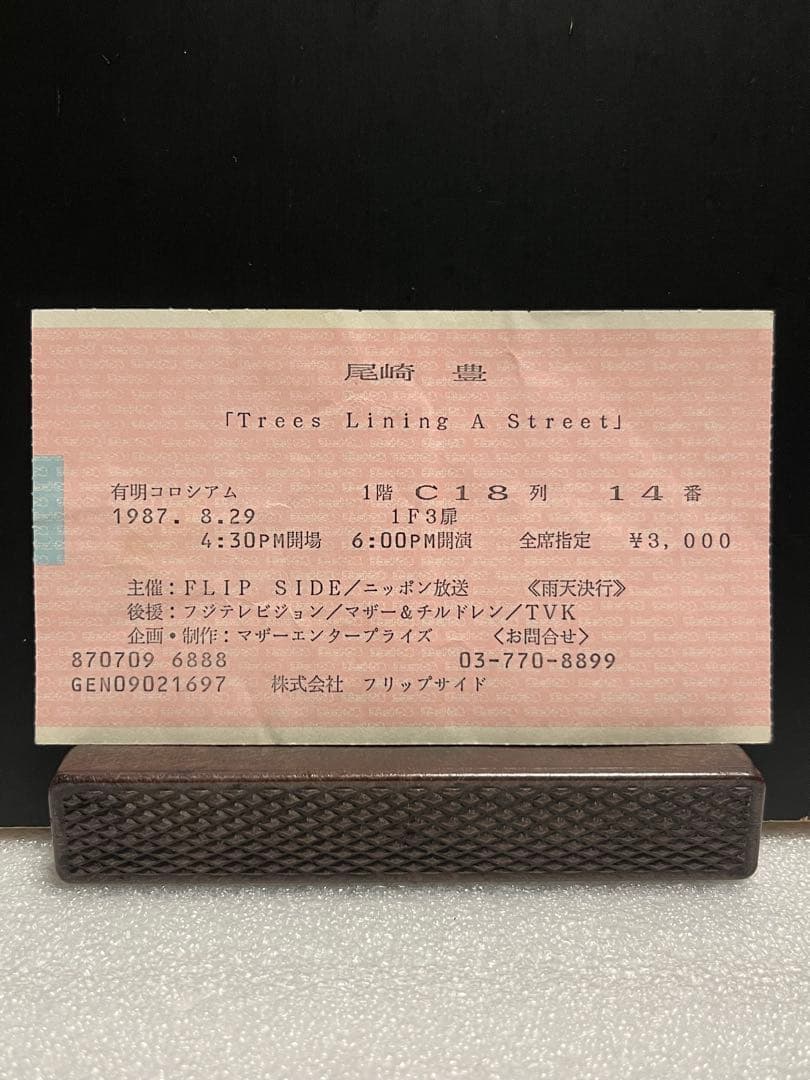 尾崎 豊
「Trees Lining A Street」
有明コロシアム 1階 C18列 14番
1987. 8.29 1F3扉
4:30PM開場 6:00PM開演 全席指定 ¥3,000
主催:FLIP SIDE/ニッポン放送 《雨天決行》
後援:フジテレビジョン/マザー&チルドレン/TVK
企画・制作:マザーエンタープライズ 〈お問合せ〉
870709 6888 03-770-8899
GEN09021697 株式会社 フリップサイド